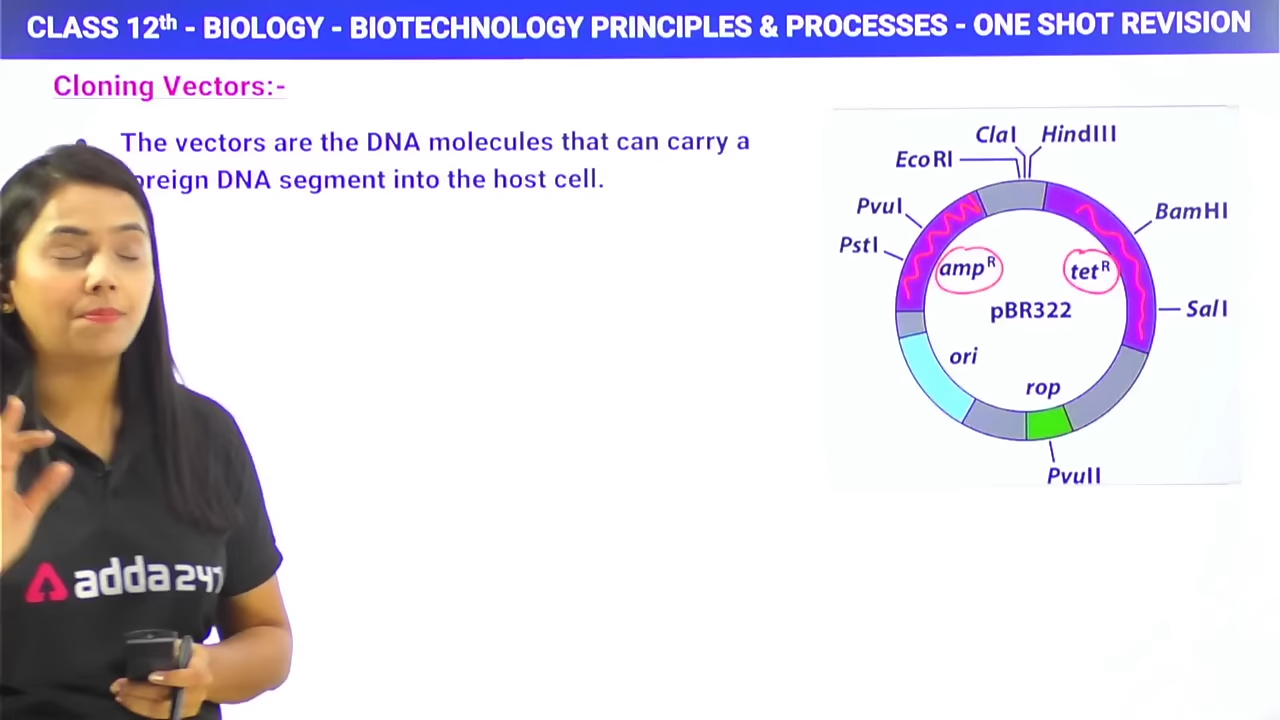 CLASS 12th - BIOLOGY - BIOTECHNOLOGY PRINCIPLES & PROCESSES - ONE SHOT REVISION
Cloning Vectors:-
The vectors are the DNA molecules that can carry a
oreign DNA segment into the host cell.
ClaI HindIII
EcoRI
PvuI
BamHI
PstI
ampR
tetR
pBR322
SalI
ori
rop
PvuII
adda247